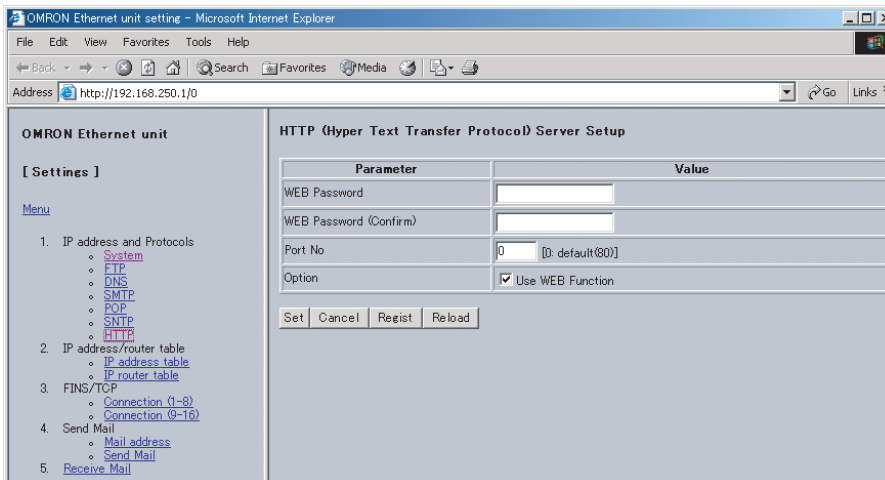 OMRON Ethernet unit setting - Microsoft Internet Explorer
File Edit View Favorites Tools Help
Back Search Favorites Media
Address http://192.168.250.1/0 Go Links
OMRON Ethernet unit
[ Settings ]
Menu
1. IP address and Protocols
System
FTP
DNS
SMTP
POP
SNTP
HTTP
2. IP address/router table
IP address table
IP router table
3. FINS/TCP
Connection (1-8)
Connection (9-16)
4. Send Mail
Mail address
Send Mail
5. Receive Mail
HTTP (Hyper Text Transfer Protocol) Server Setup
Parameter Value
WEB Password
WEB Password (Confirm)
Port No 0 [0: default(80)]
Option Use WEB Function
Set Cancel Regist Reload